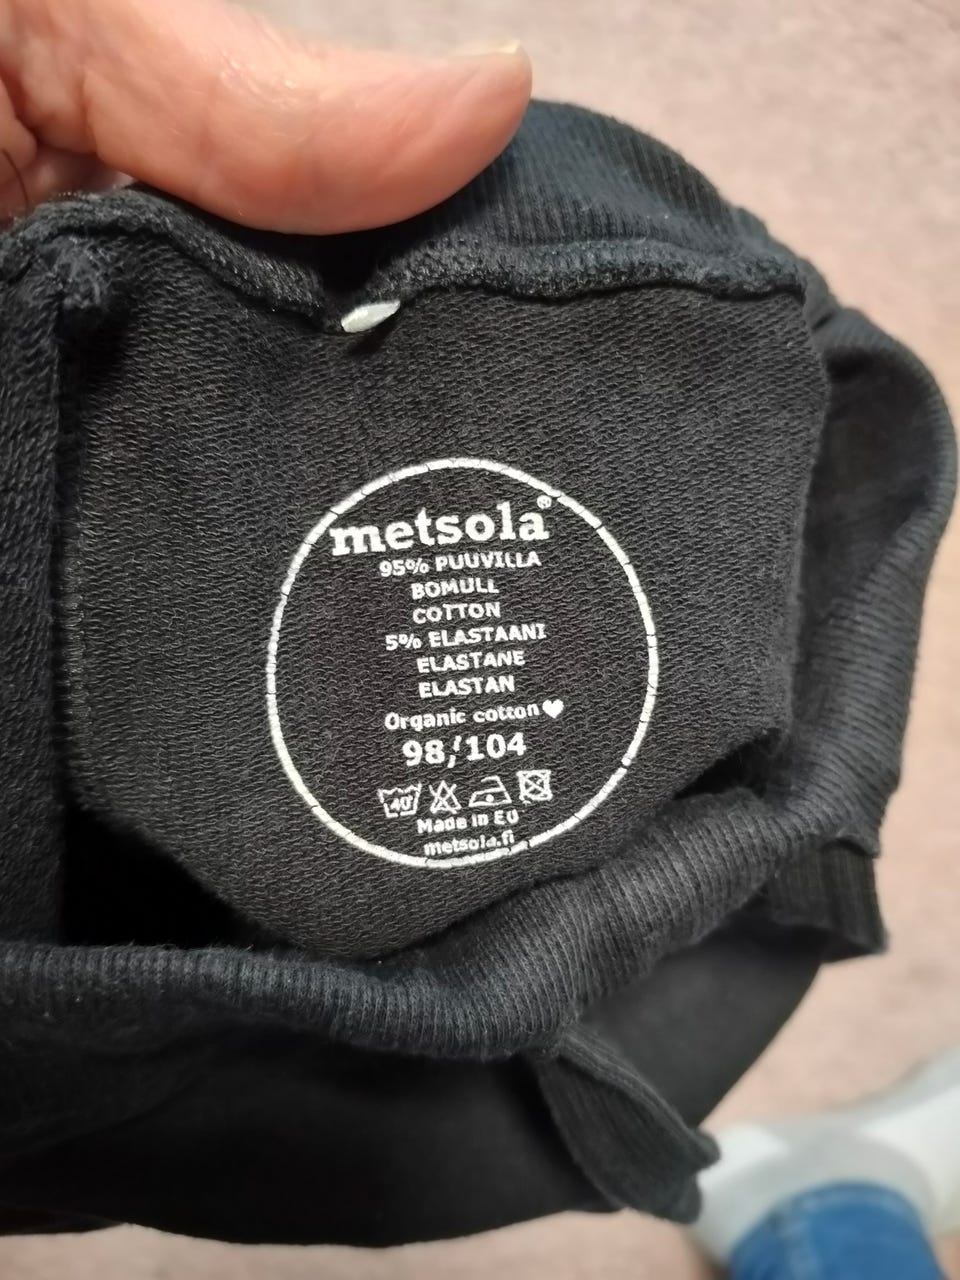 metsola®
95% PUUVILLA
BOMULL
COTTON
5% ELASTAANI
ELASTANE
ELASTAN
Organic cotton♥
98/104
40
Made in EU
metsola.fi